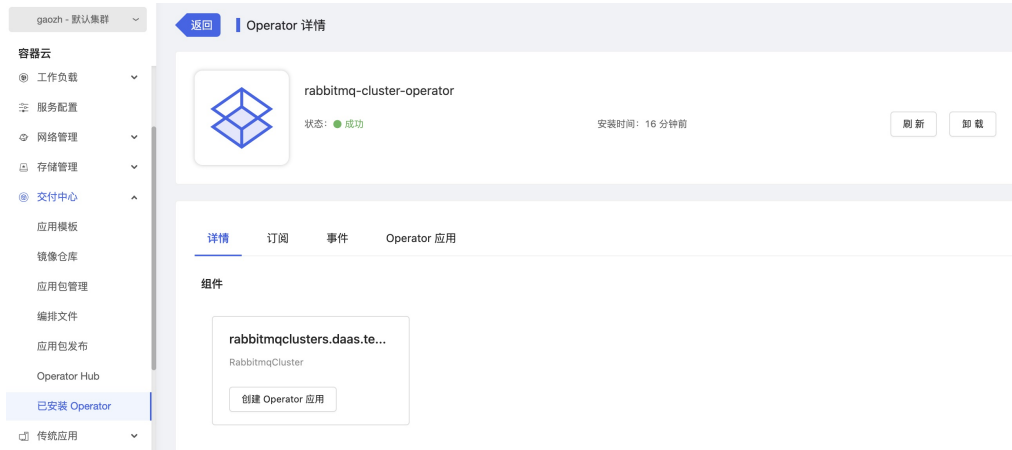 gaozh - 默认集群
返回
Operator 详情
容器云
工作负载
服务配置
网络管理
存储管理
交付中心
应用模板
镜像仓库
应用包管理
编排文件
应用包发布
Operator Hub
已安装 Operator
传统应用
rabbitmq-cluster-operator
状态: 成功
安装时间: 16 分钟前
刷 新
卸 载
详情
订阅
事件
Operator 应用
组件
rabbitmqclusters.daas.te...
RabbitmqCluster
创建 Operator 应用